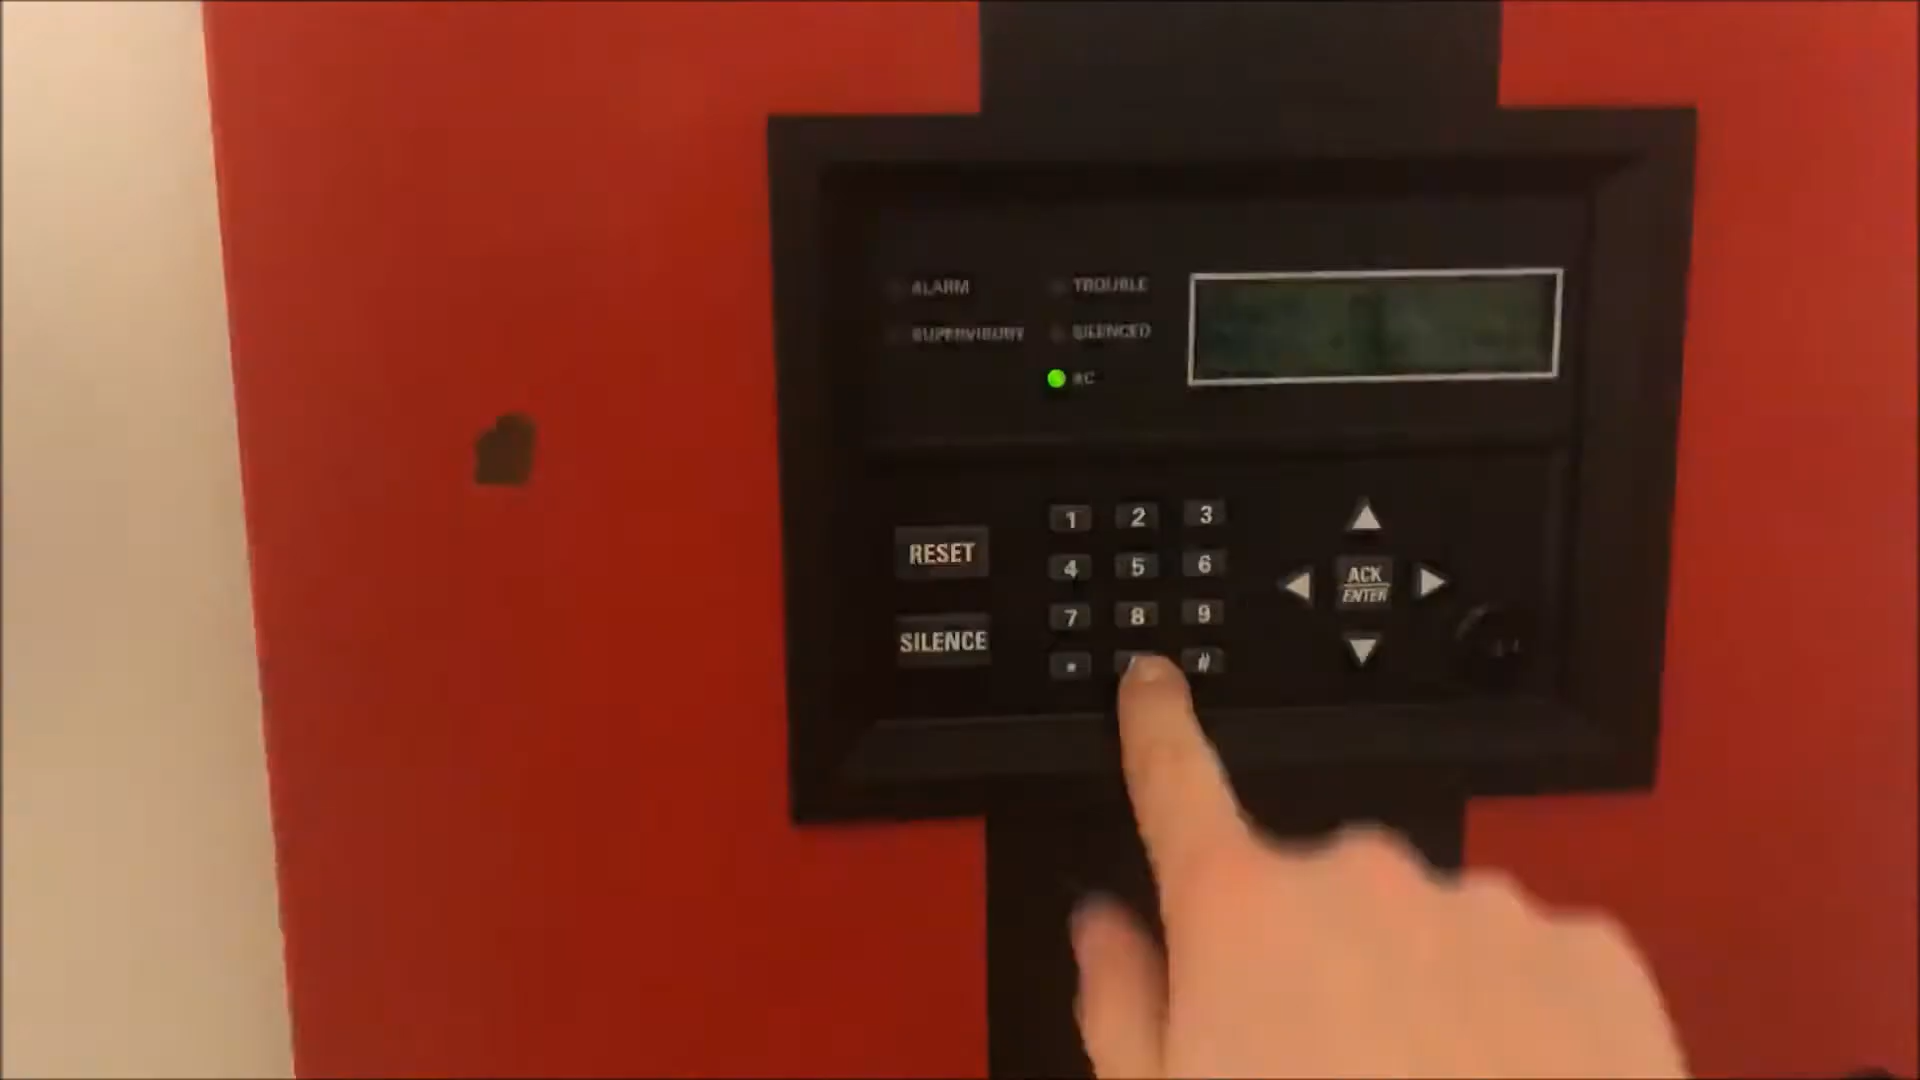 ALARM
TROUBLE
SUPERVISORY
SILENCED
AC
RESET
SILENCE
1 2 3
4 5 6
7 8 9
#
ACK
ENTER